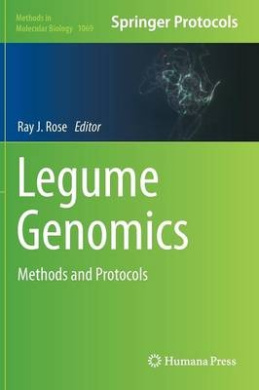 Methods in
Molecular Biology 1069
Springer Protocols
Ray J. Rose Editor
Legume
Genomics
Methods and Protocols
Humana Press